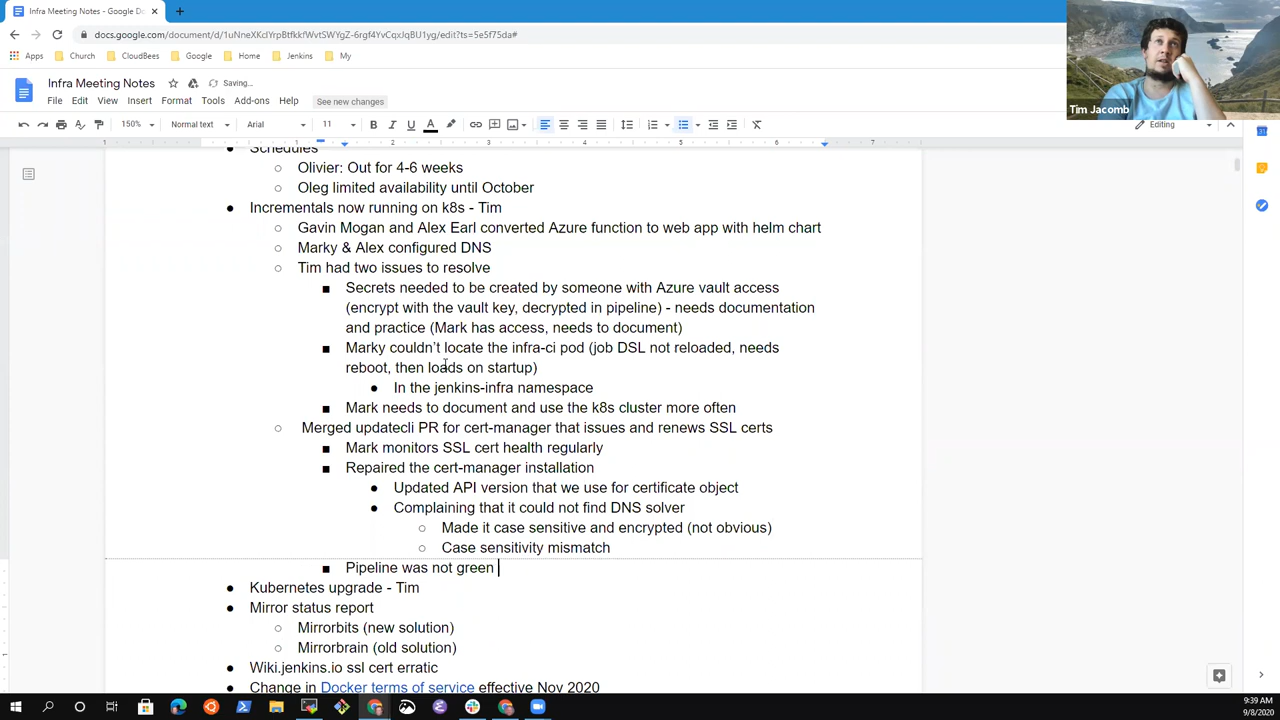 Infra Meeting Notes - Google Do
docs.google.com/document/d/1uNneXKclYrpBtfkkfWvtSWYgZ-6rgf4YvCqxJqBU1yg/edit?ts=5e5f75da#
Apps Church CloudBees Google Home Jenkins My
Infra Meeting Notes Saving...
File Edit View Insert Format Tools Add-ons Help See new changes
150% Normal text Arial 11 B I U A Editing
1 1 2 3 4 5 6 7
Schedules
Olivier: Out for 4-6 weeks
Oleg limited availability until October
Incrementals now running on k8s - Tim
Gavin Mogan and Alex Earl converted Azure function to web app with helm chart
Marky & Alex configured DNS
Tim had two issues to resolve
Secrets needed to be created by someone with Azure vault access
(encrypt with the vault key, decrypted in pipeline) - needs documentation
and practice (Mark has access, needs to document)
Marky couldn't locate the infra-ci pod (job DSL not reloaded, needs
reboot, then loads on startup)
In the jenkins-infra namespace
Mark needs to document and use the k8s cluster more often
Merged updatecli PR for cert-manager that issues and renews SSL certs
Mark monitors SSL cert health regularly
Repaired the cert-manager installation
Updated API version that we use for certificate object
Complaining that it could not find DNS solver
Made it case sensitive and encrypted (not obvious)
Case sensitivity mismatch
Pipeline was not green
Kubernetes upgrade - Tim
Mirror status report
Mirrorbits (new solution)
Mirrorbrain (old solution)
Wiki.jenkins.io ssl cert erratic
Change in Docker terms of service effective Nov 2020
Tim Jacomb
9:39 AM
9/8/2020